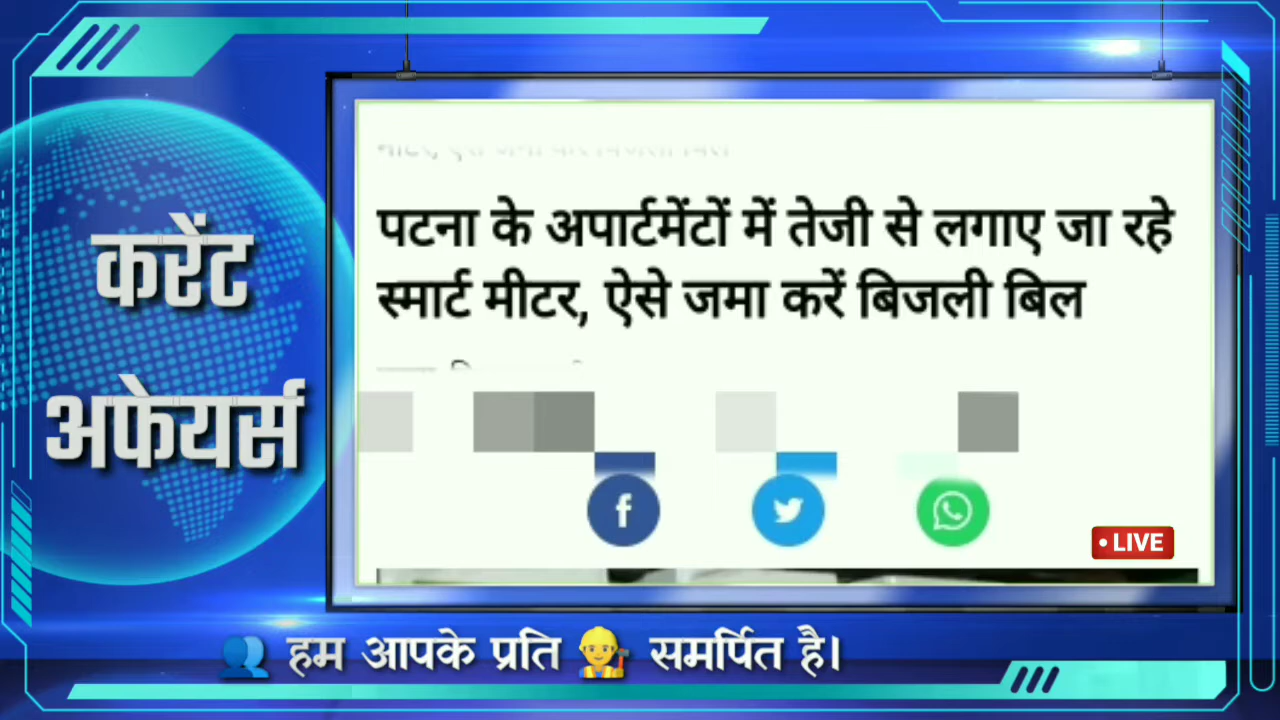 करेंट
अफेयर्स
पटना के अपार्टमेंटों में तेजी से लगाए जा रहे
स्मार्ट मीटर, ऐसे जमा करें बिजली बिल
• LIVE
हम आपके प्रति समर्पित है।